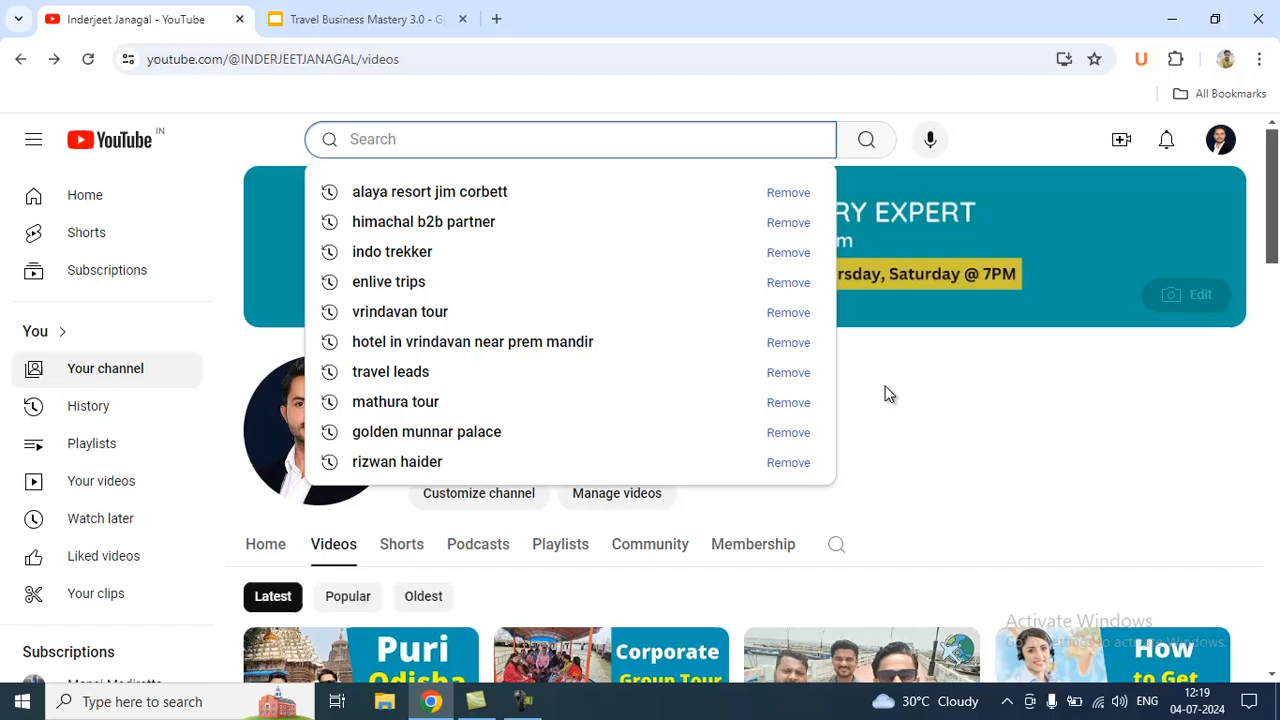 Inderjeet Janagal - YouTube
Travel Business Mastery 3.0 - G
youtube.com/@INDERJEETJANAGAL/videos
All Bookmarks
YouTube IN
Search
Home
Shorts
Subscriptions
You
Your channel
History
Playlists
Your videos
Watch later
Liked videos
Your clips
Subscriptions
alaya resort jim corbett Remove
himachal b2b partner Remove
indo trekker Remove
enlive trips Remove
vrindavan tour Remove
hotel in vrindavan near prem mandir Remove
travel leads Remove
mathura tour Remove
golden munnar palace Remove
rizwan haider Remove
RY EXPERT
m
rsday, Saturday @ 7PM
Edit
Customize channel Manage videos
Home Videos Shorts Podcasts Playlists Community Membership
Latest Popular Oldest
Puri
Odisha
Corporate
Group Tour
How
to Get
Activate Windows
Type here to search
30°C Cloudy
ENG
12:19
04-07-2024